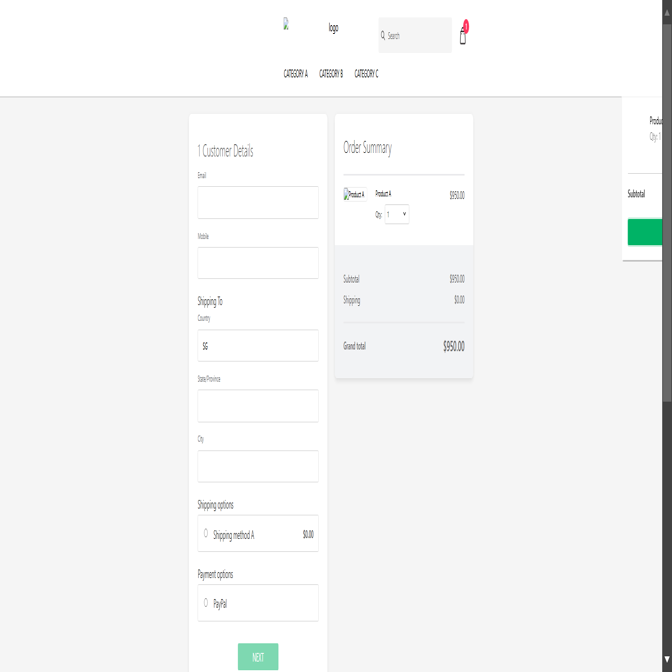 logo
Search
1
CATEGORY A CATEGORY B CATEGORY C
1 Customer Details
Email
Mobile
Shipping To
Country
SG
State/Province
City
Shipping options
Shipping method A $0.00
Payment options
PayPal
NEXT
Order Summary
Product A Product A $950.00
Qty: 1
Subtotal $950.00
Shipping $0.00
Grand total $950.00
Produc
Qty: 1
Subtotal